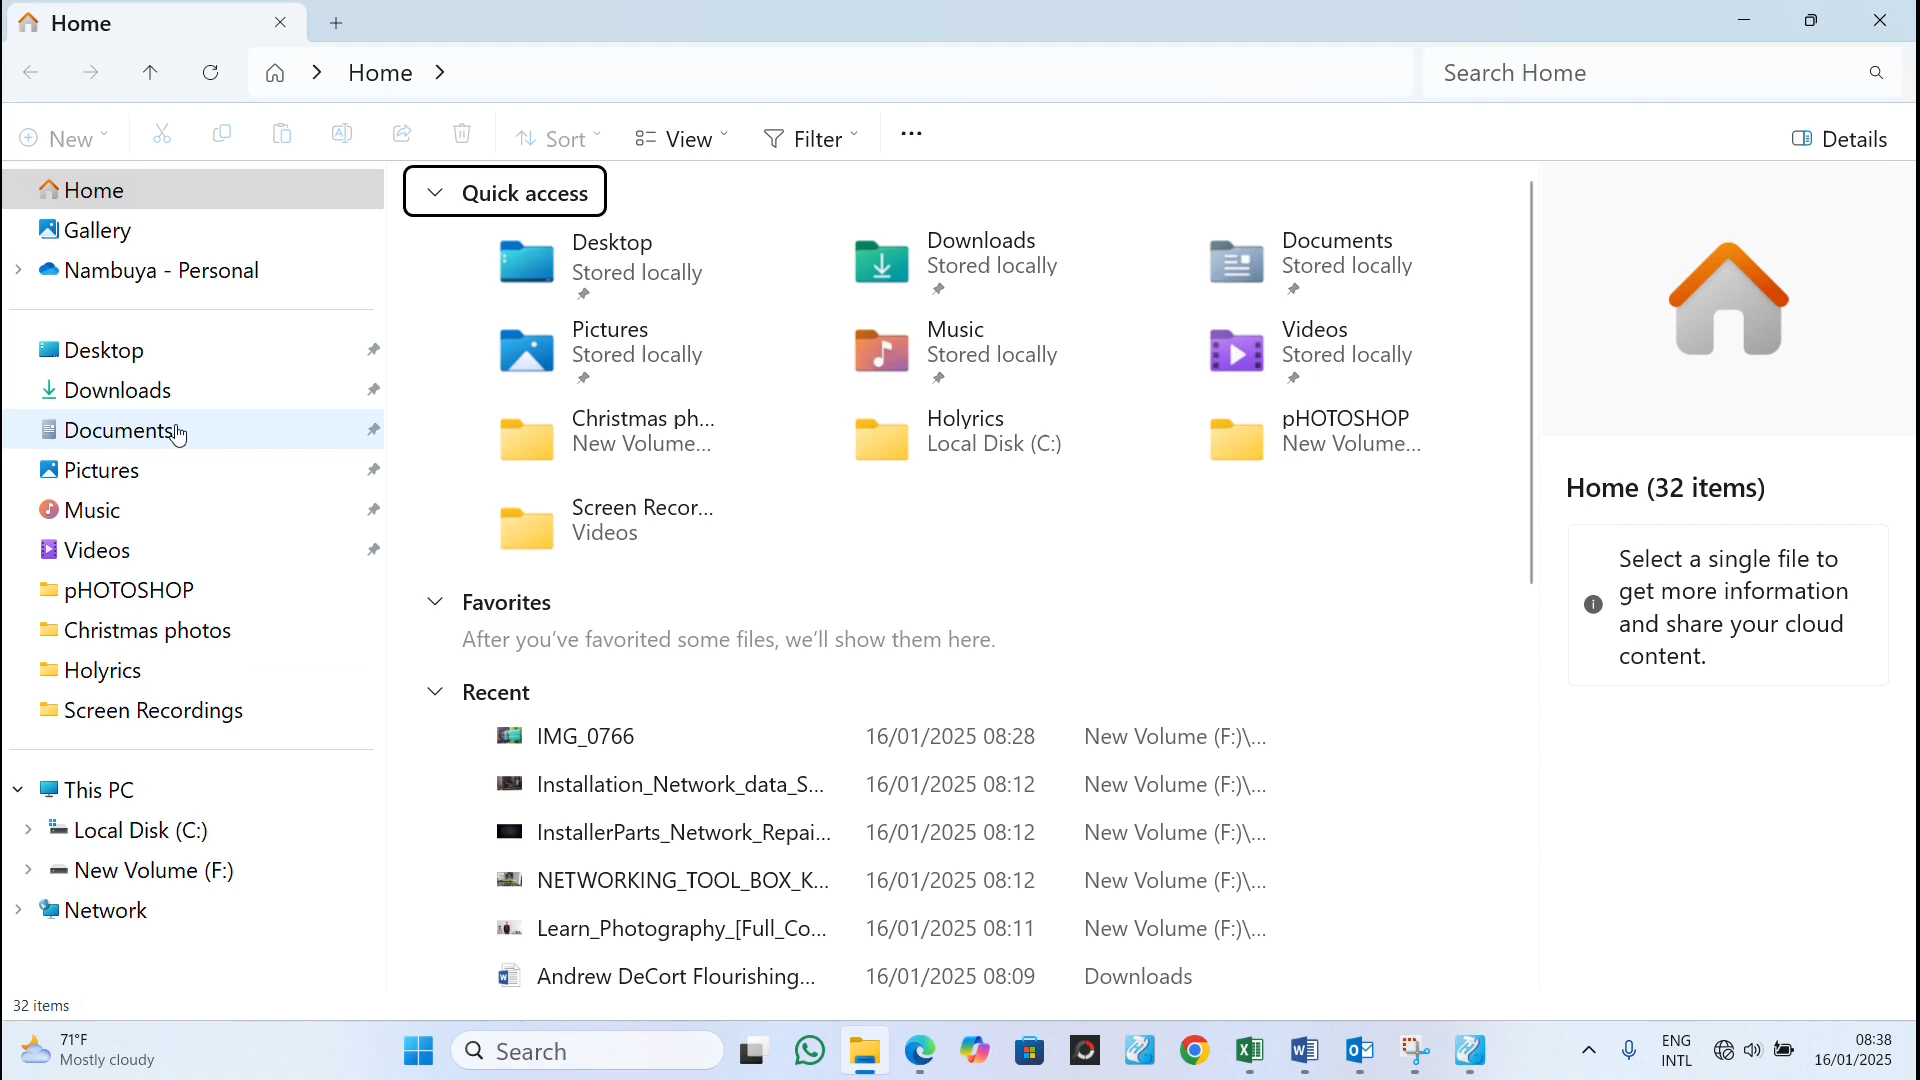 Home
Home
Search Home
New
Sort
View
Filter
Details
Home
Gallery
Nambuya - Personal
Desktop
Downloads
Documents
Pictures
Music
Videos
pHOTOSHOP
Christmas photos
Holyrics
Screen Recordings
This PC
Local Disk (C:)
New Volume (F:)
Network
Quick access
Desktop
Stored locally
Downloads
Stored locally
Documents
Stored locally
Pictures
Stored locally
Music
Stored locally
Videos
Stored locally
Christmas ph...
New Volume...
Holyrics
Local Disk (C:)
pHOTOSHOP
New Volume...
Screen Recor...
Videos
Favorites
After you've favorited some files, we'll show them here.
Recent
IMG_0766 16/01/2025 08:28 New Volume (F:)\...
Installation_Network_data_S... 16/01/2025 08:12 New Volume (F:)\...
InstallerParts_Network_Repai... 16/01/2025 08:12 New Volume (F:)\...
NETWORKING_TOOL_BOX_K... 16/01/2025 08:12 New Volume (F:)\...
Learn_Photography_[Full_Co... 16/01/2025 08:11 New Volume (F:)\...
Andrew DeCort Flourishing... 16/01/2025 08:09 Downloads
Home (32 items)
Select a single file to
get more information
and share your cloud
content.
32 items
71°F
Mostly cloudy
Search
ENG
INTL
08:38
16/01/2025